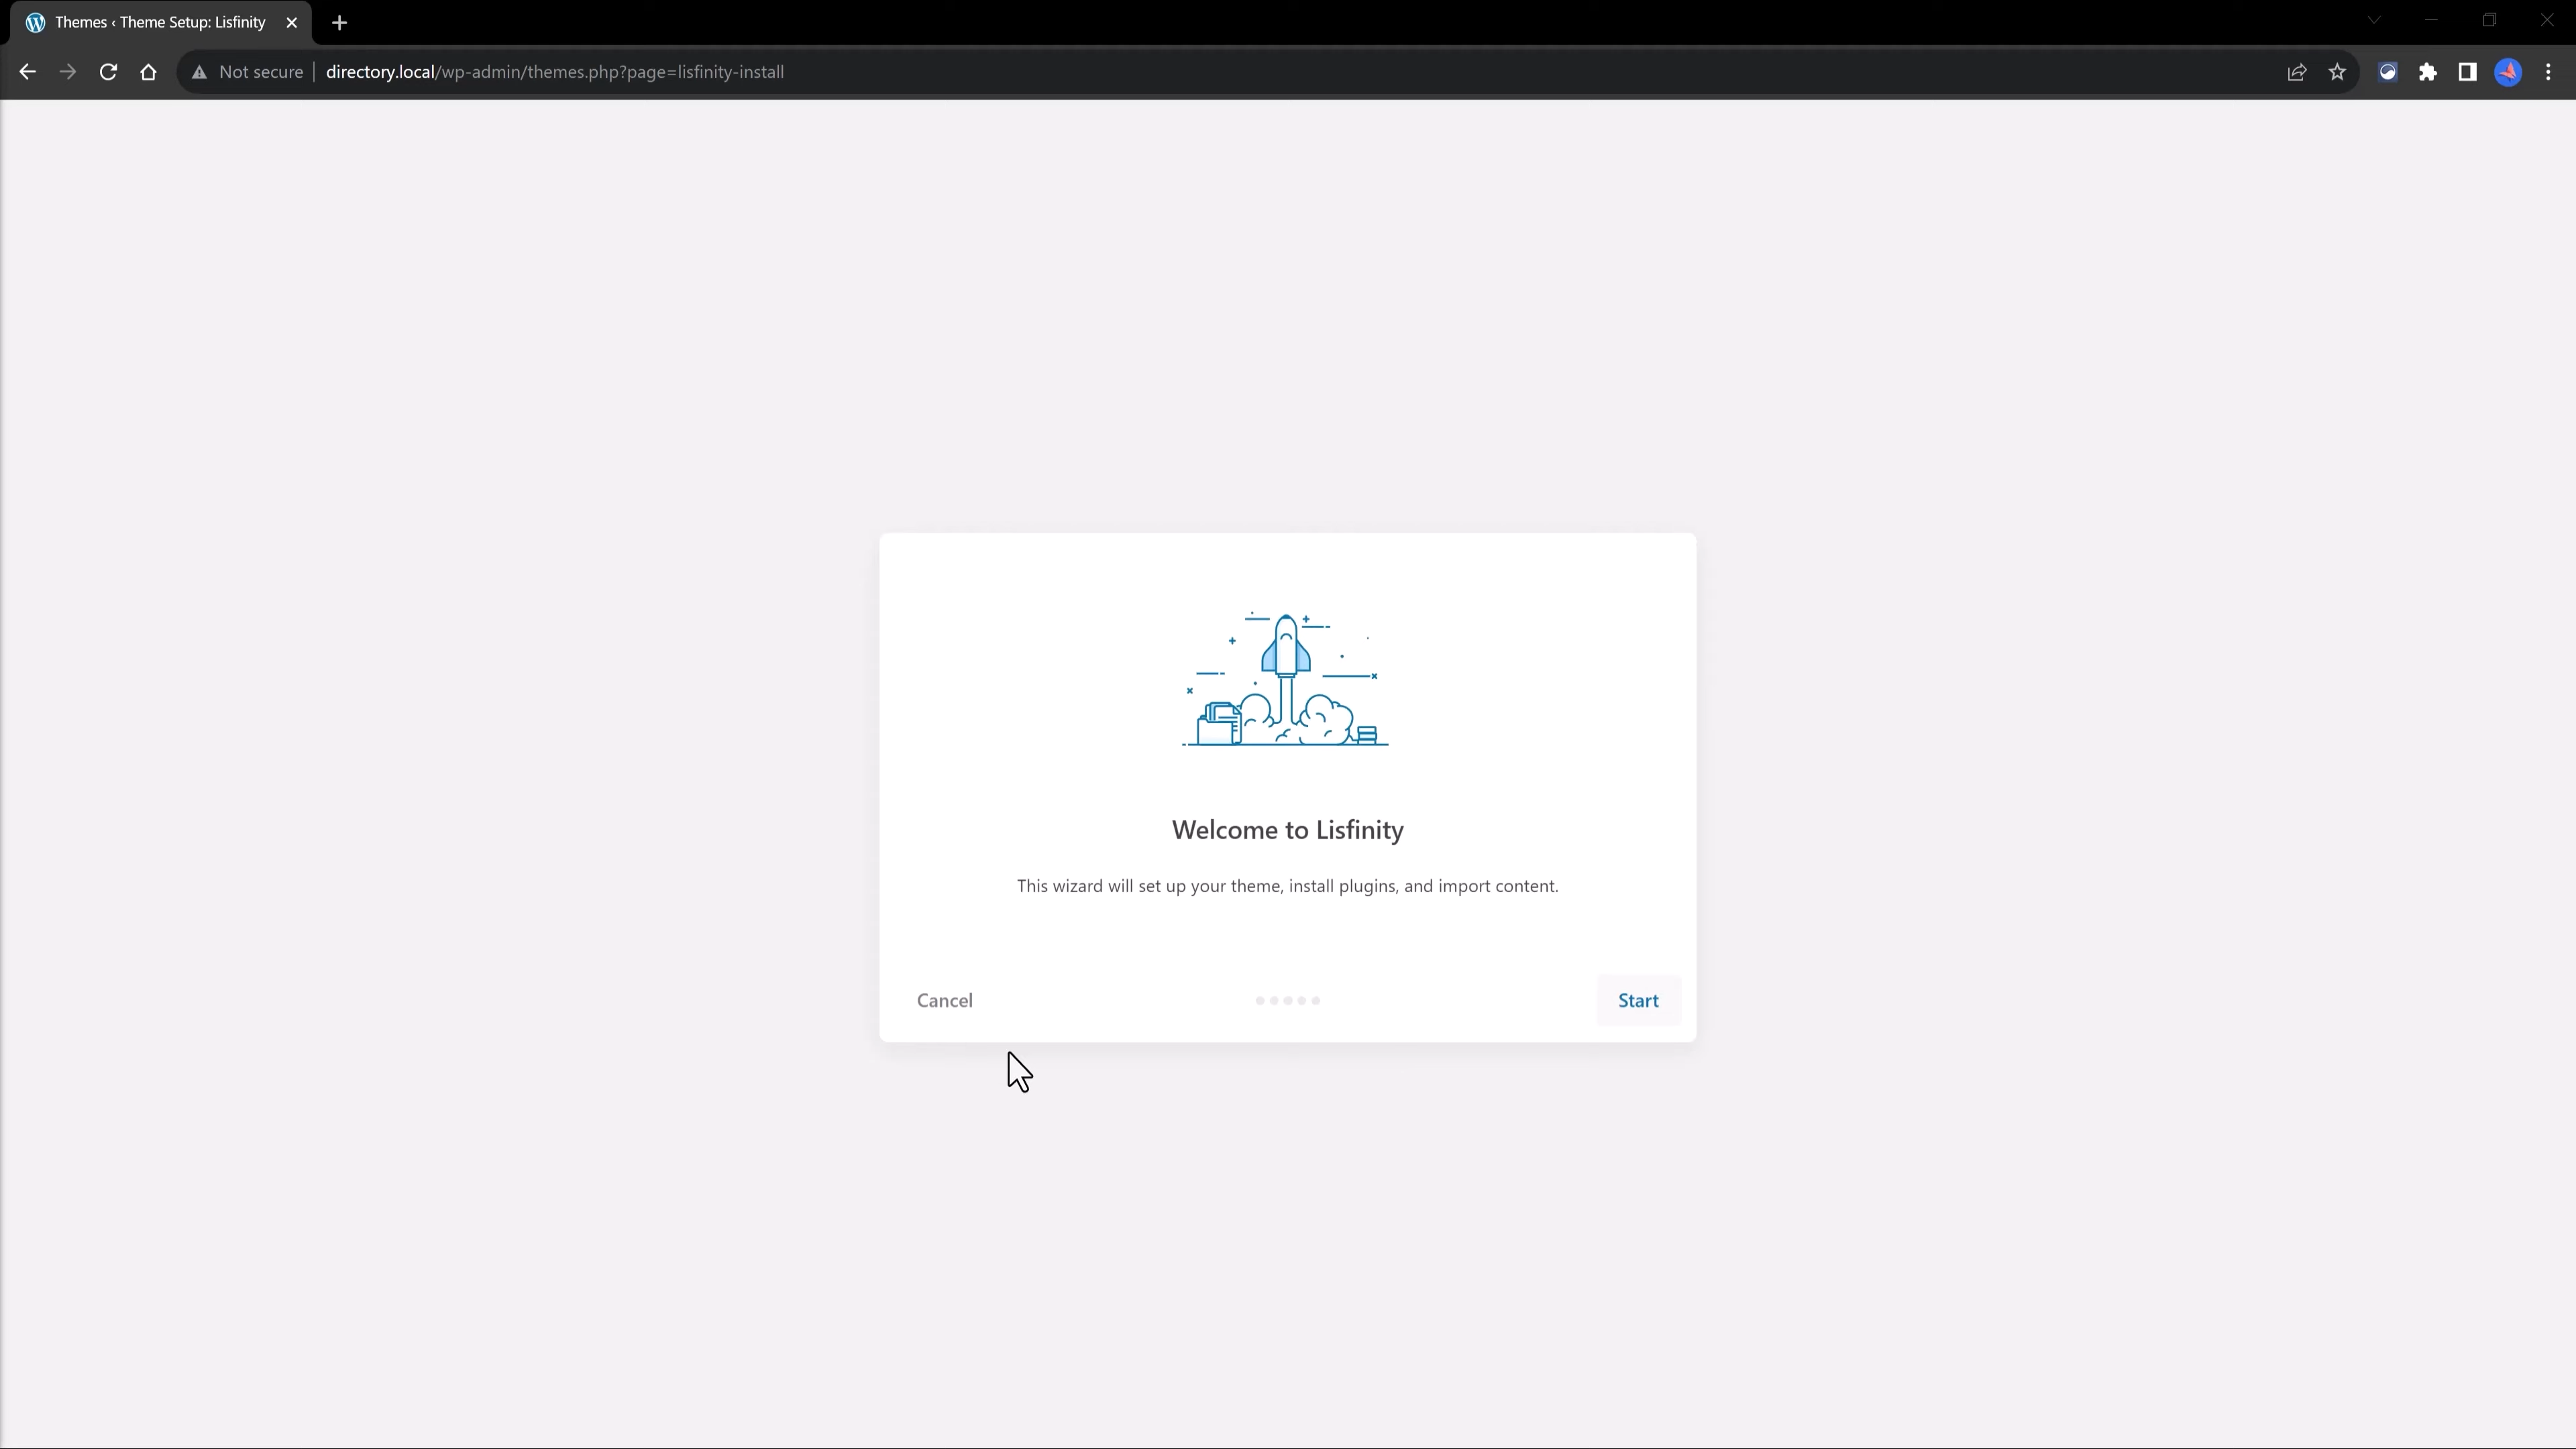 Themes ‹ Theme Setup: Lisfinity
Not secure
directory.local/wp-admin/themes.php?page=lisfinity-install
Welcome to Lisfinity
This wizard will set up your theme, install plugins, and import content.
Cancel
Start